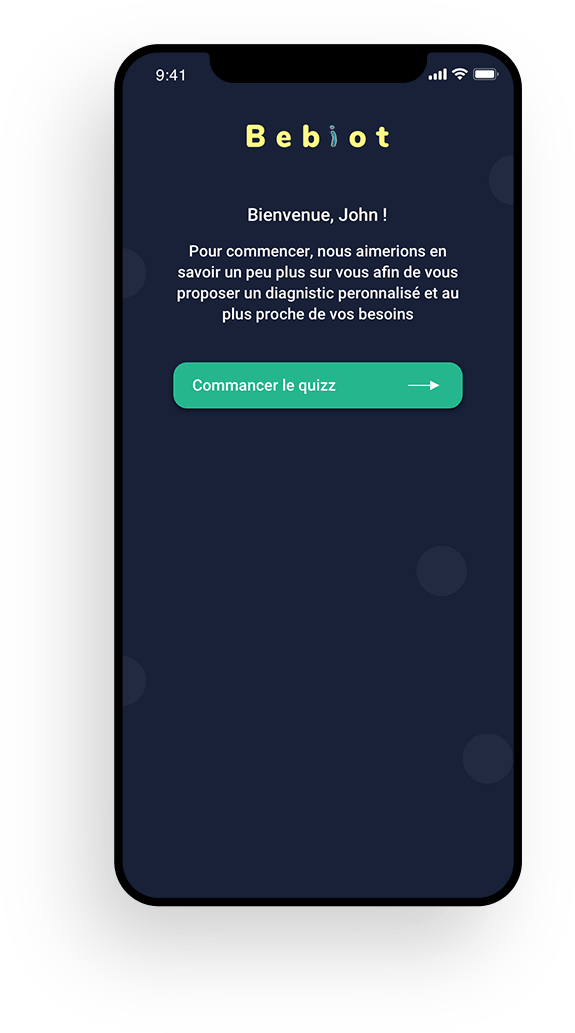 9:41
Bebiot
Bienvenue, John !
Pour commencer, nous aimerions en
savoir un peu plus sur vous afin de vous
proposer un diagnistic peronnalisé et au
plus proche de vos besoins
Commancer le quizz